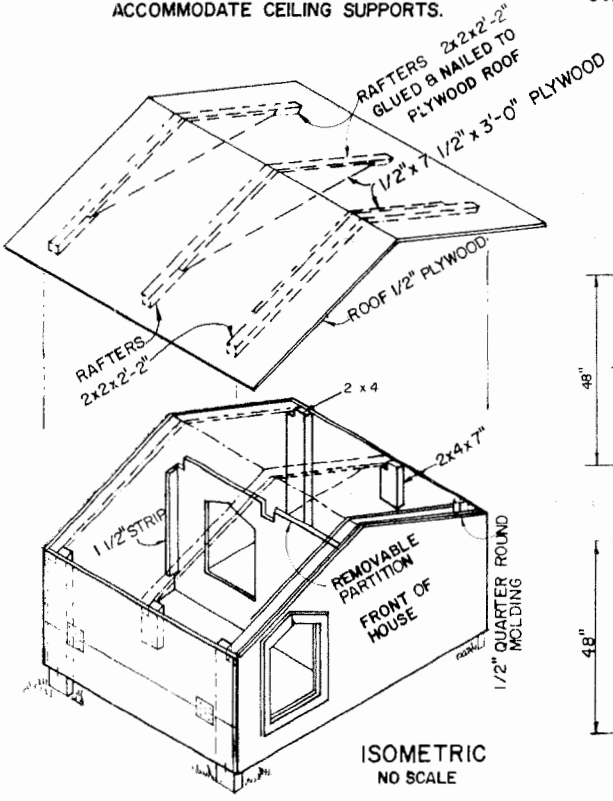 ACCOMMODATE CEILING SUPPORTS.
RAFTERS 2x2x2'-2"
GLUED & NAILED TO
PLYWOOD ROOF
1/2" x 7 1/2" x 3'-0" PLYWOOD
ROOF 1/2" PLYWOOD
RAFTERS
2x2x2'-2"
48"
2 x 4
2x4x7"
1 1/2" STRIP
REMOVABLE
PARTITION
FRONT OF
HOUSE
1/2" QUARTER ROUND
MOLDING
48"
ISOMETRIC
NO SCALE